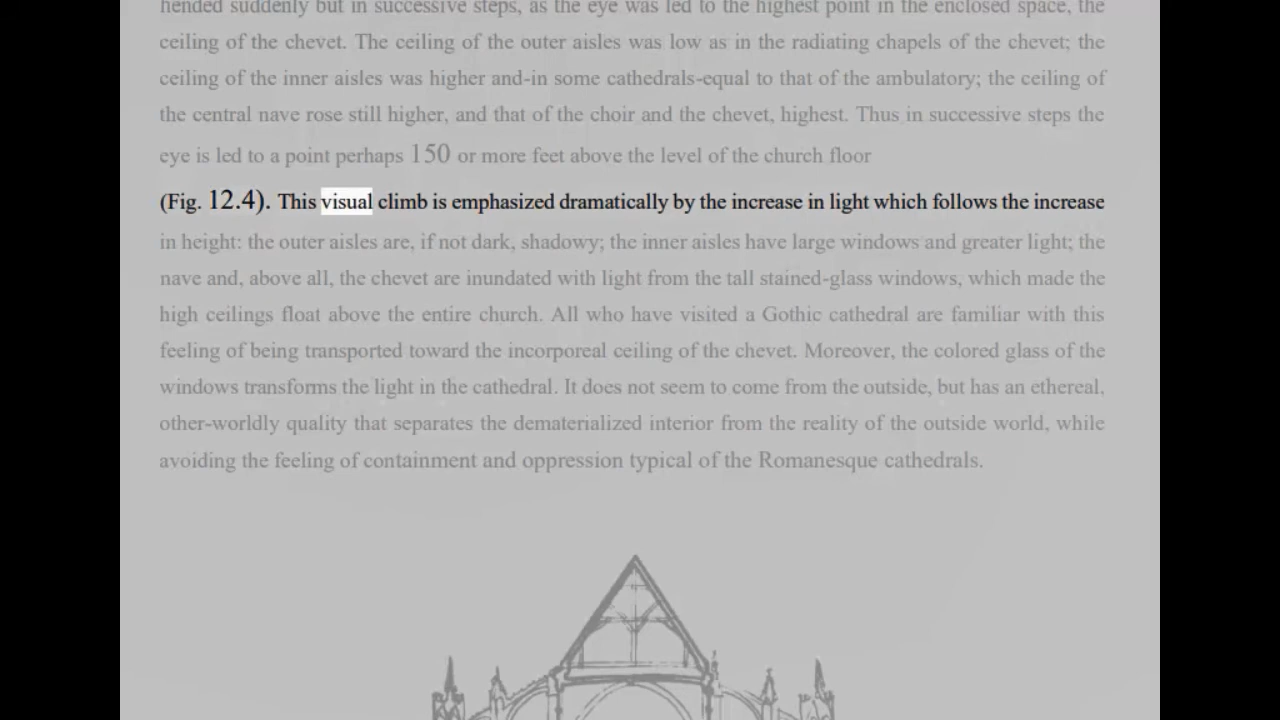 hended suddenly but in successive steps, as the eye was led to the highest point in the enclosed space, the
ceiling of the chevet. The ceiling of the outer aisles was low as in the radiating chapels of the chevet; the
ceiling of the inner aisles was higher and-in some cathedrals-equal to that of the ambulatory; the ceiling of
the central nave rose still higher, and that of the choir and the chevet, highest. Thus in successive steps the
eye is led to a point perhaps 150 or more feet above the level of the church floor
(Fig. 12.4). This visual climb is emphasized dramatically by the increase in light which follows the increase
in height: the outer aisles are, if not dark, shadowy; the inner aisles have large windows and greater light; the
nave and, above all, the chevet are inundated with light from the tall stained-glass windows, which made the
high ceilings float above the entire church. All who have visited a Gothic cathedral are familiar with this
feeling of being transported toward the incorporeal ceiling of the chevet. Moreover, the colored glass of the
windows transforms the light in the cathedral. It does not seem to come from the outside, but has an ethereal,
other-worldly quality that separates the dematerialized interior from the reality of the outside world, while
avoiding the feeling of containment and oppression typical of the Romanesque cathedrals.